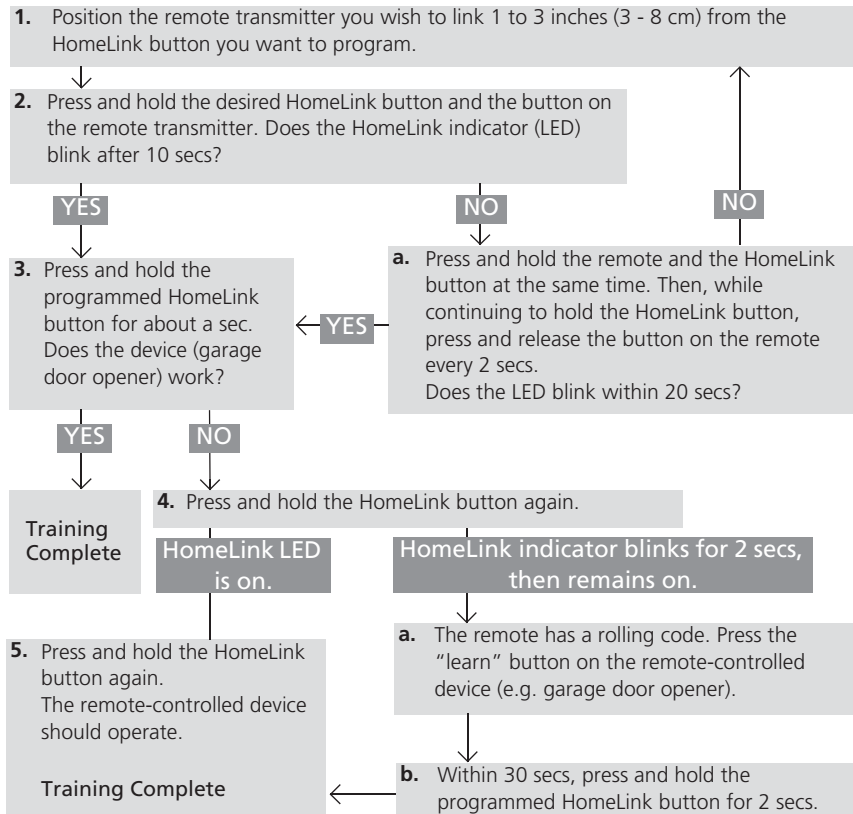 1. Position the remote transmitter you wish to link 1 to 3 inches (3 - 8 cm) from the
HomeLink button you want to program.
2. Press and hold the desired HomeLink button and the button on
the remote transmitter. Does the HomeLink indicator (LED)
blink after 10 secs?
YES
NO
NO
3. Press and hold the
programmed HomeLink
button for about a sec.
Does the device (garage
door opener) work?
YES
a. Press and hold the remote and the HomeLink
button at the same time. Then, while
continuing to hold the HomeLink button,
press and release the button on the remote
every 2 secs.
Does the LED blink within 20 secs?
YES
NO
Training
Complete
4. Press and hold the HomeLink button again.
HomeLink LED
is on.
HomeLink indicator blinks for 2 secs,
then remains on.
5. Press and hold the HomeLink
button again.
The remote-controlled device
should operate.
Training Complete
a. The remote has a rolling code. Press the
“learn” button on the remote-controlled
device (e.g. garage door opener).
b. Within 30 secs, press and hold the
programmed HomeLink button for 2 secs.